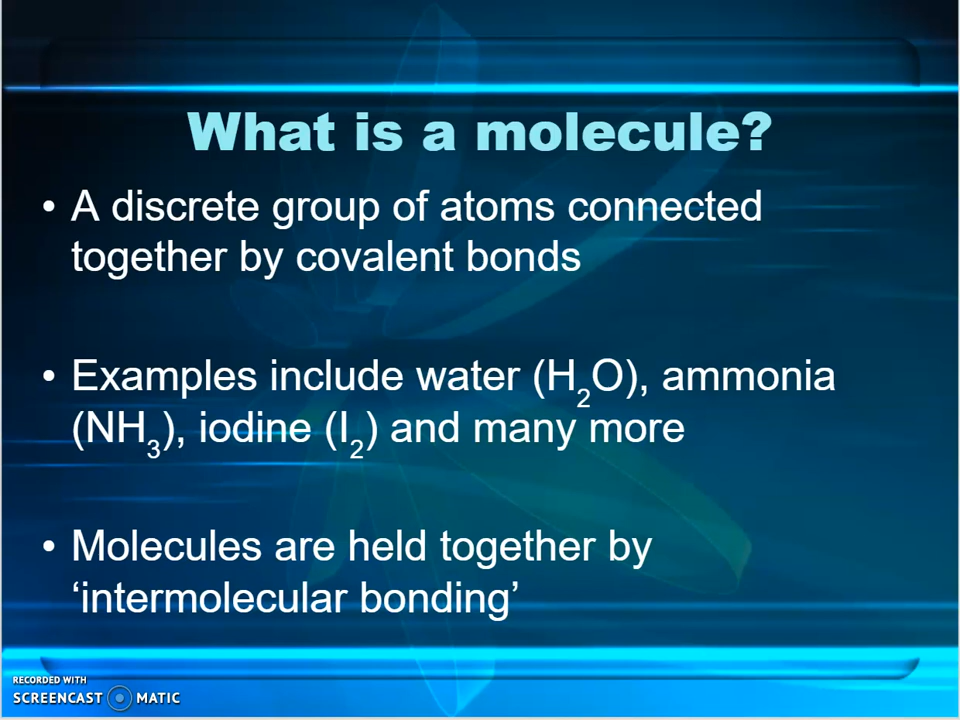 What is a molecule?
• A discrete group of atoms connected
together by covalent bonds
• Examples include water (H₂O), ammonia
(NH₃), iodine (I₂) and many more
• Molecules are held together by
‘intermolecular bonding’
RECORDED WITH
SCREENCAST MATIC